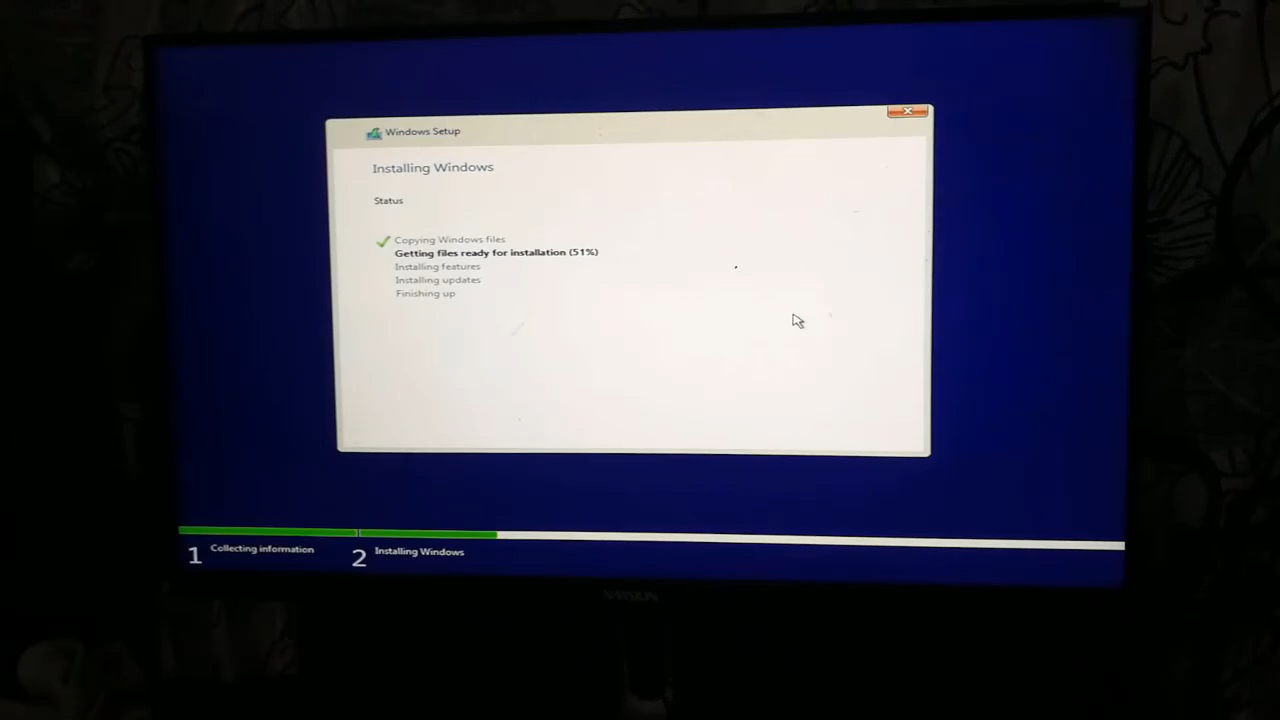 Windows Setup
Installing Windows
Status
Copying Windows files
Getting files ready for installation (51%)
Installing features
Installing updates
Finishing up
1 Collecting information
2 Installing Windows
NVISION